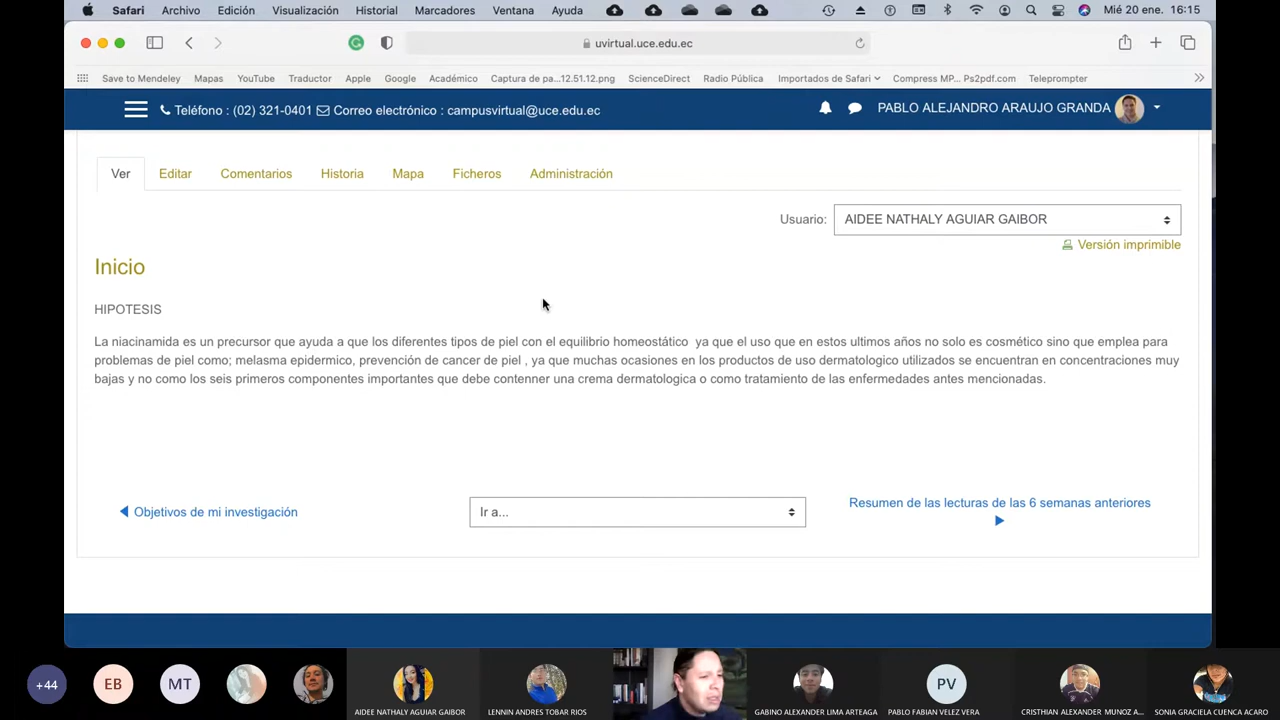 Safari Archivo Edición Visualización Historial Marcadores Ventana Ayuda Mié 20 ene. 16:15
uvirtual.uce.edu.ec
Save to Mendeley Mapas YouTube Traductor Apple Google Académico Captura de pa...12.51.12.png ScienceDirect Radio Pública Importados de Safari Compress MP... Ps2pdf.com Teleprompter
Teléfono : (02) 321-0401 Correo electrónico : campusvirtual@uce.edu.ec PABLO ALEJANDRO ARAUJO GRANDA
Ver Editar Comentarios Historia Mapa Ficheros Administración
Usuario: AIDEE NATHALY AGUIAR GAIBOR
Versión imprimible
Inicio
HIPOTESIS
La niacinamida es un precursor que ayuda a que los diferentes tipos de piel con el equilibrio homeostático ya que el uso que en estos ultimos años no solo es cosmético sino que emplea para
problemas de piel como; melasma epidermico, prevención de cancer de piel , ya que muchas ocasiones en los productos de uso dermatologico utilizados se encuentran en concentraciones muy
bajas y no como los seis primeros componentes importantes que debe contenner una crema dermatologica o como tratamiento de las enfermedades antes mencionadas.
Objetivos de mi investigación Ir a... Resumen de las lecturas de las 6 semanas anteriores
+44 EB MT PV
AIDEE NATHALY AGUIAR GAIBOR LENNIN ANDRES TOBAR RIOS GABINO ALEXANDER LIMA ARTEAGA PABLO FABIAN VELEZ VERA CRISTHIAN ALEXANDER MUNOZ A... SONIA GRACIELA CUENCA ACARO